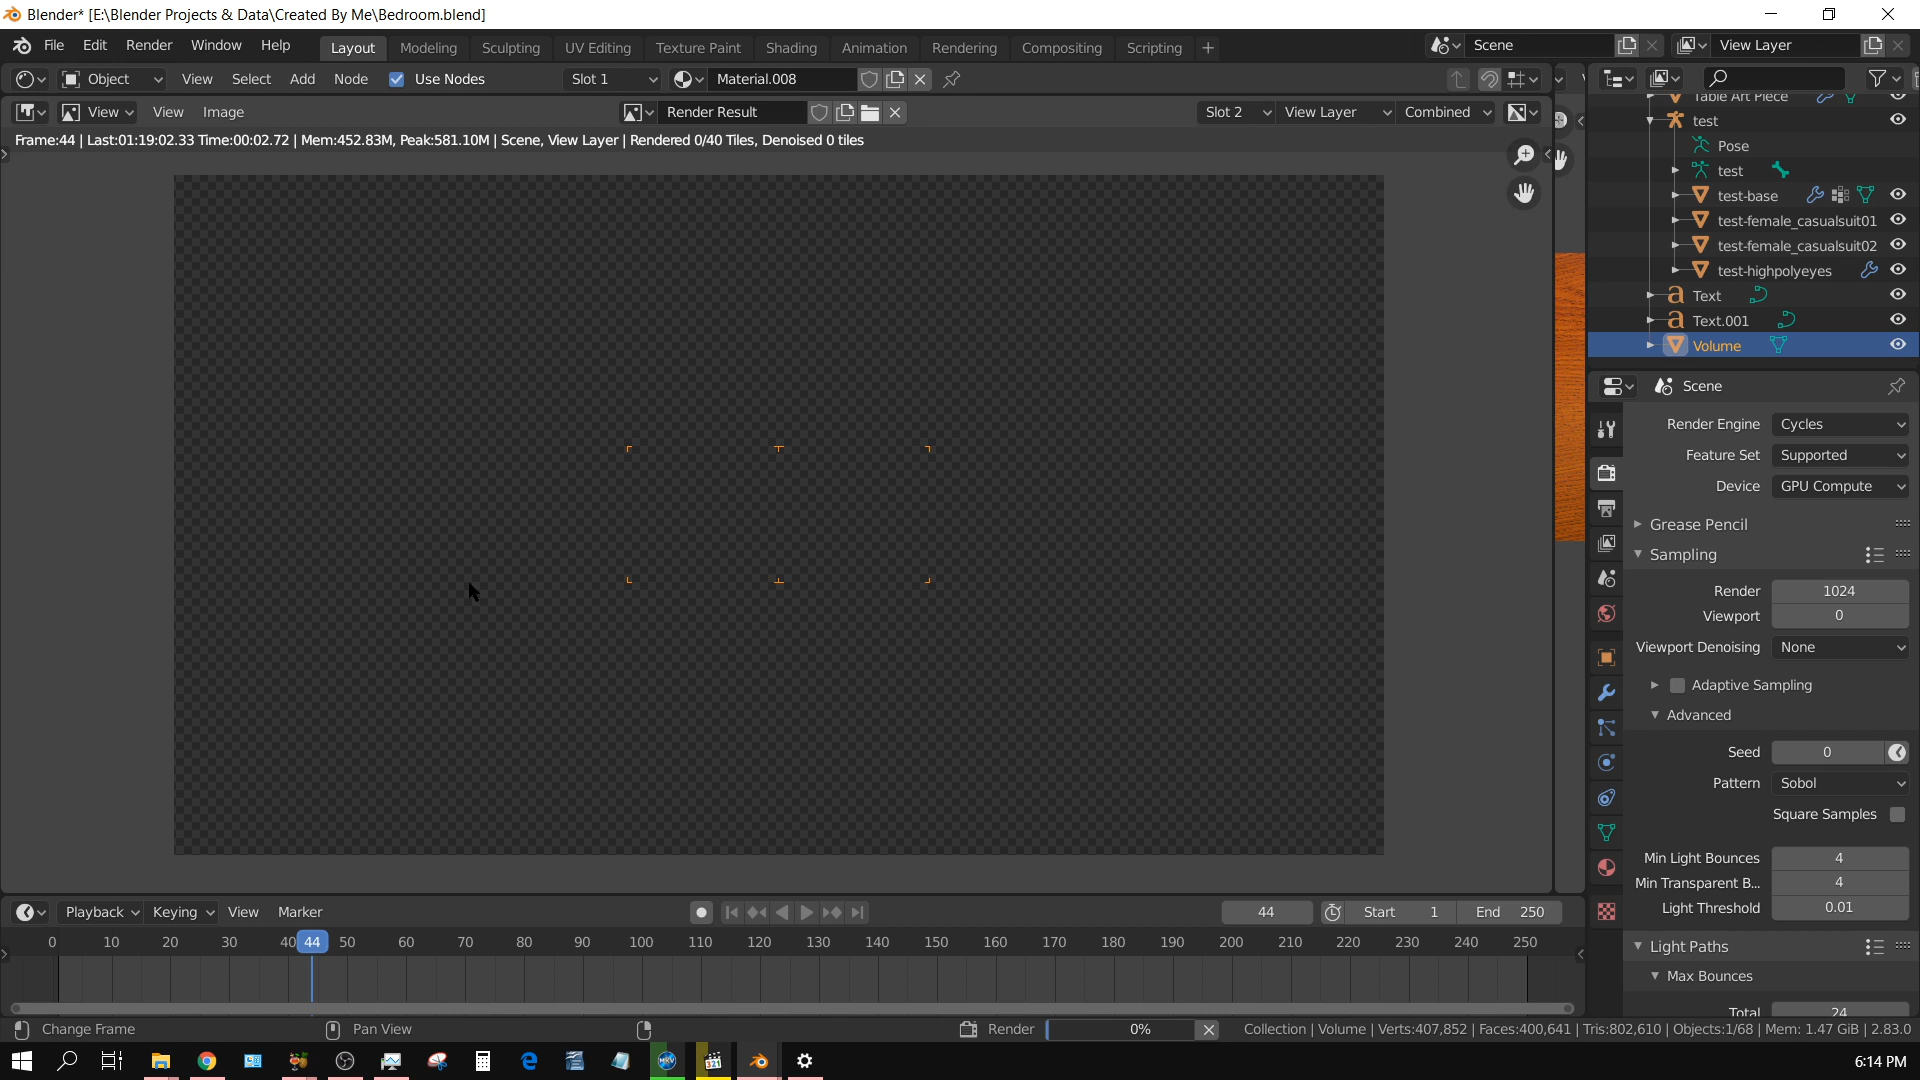 Blender* [E:\Blender Projects & Data\Created By Me\Bedroom.blend]
File Edit Render Window Help Layout Modeling Sculpting UV Editing Texture Paint Shading Animation Rendering Compositing Scripting + Scene View Layer
Object View Select Add Node Use Nodes Slot 1 Material.008
View View Image Render Result Slot 2 View Layer Combined
Frame:44 | Last:01:19:02.33 Time:00:02.72 | Mem:452.83M, Peak:581.10M | Scene, View Layer | Rendered 0/40 Tiles, Denoised 0 tiles
Table Art Piece
test
Pose
test
test-base
test-female_casualsuit01
test-female_casualsuit02
test-highpolyeyes
Text
Text.001
Volume
Scene
Render Engine Cycles
Feature Set Supported
Device GPU Compute
Grease Pencil
Sampling
Render 1024
Viewport 0
Viewport Denoising None
Adaptive Sampling
Advanced
Seed 0
Pattern Sobol
Square Samples
Min Light Bounces 4
Min Transparent B... 4
Light Threshold 0.01
Light Paths
Max Bounces
Total 24
Playback Keying View Marker 44 Start 1 End 250
0 10 20 30 40 44 50 60 70 80 90 100 110 120 130 140 150 160 170 180 190 200 210 220 230 240 250
Change Frame Pan View Render 0% Collection | Volume | Verts:407,852 | Faces:400,641 | Tris:802,610 | Objects:1/68 | Mem: 1.47 GiB | 2.83.0
MKV 321 6:14 PM